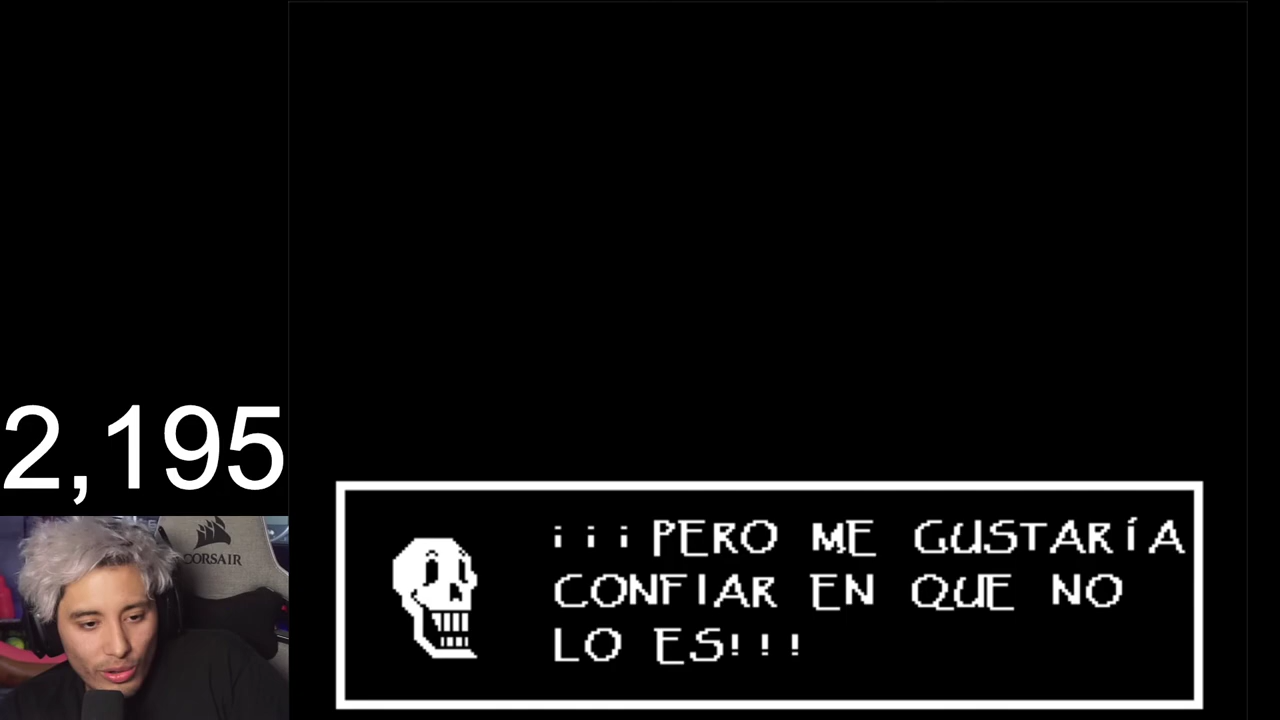 2,195
CORSAIR
¡¡¡PERO ME GUSTARÍA
CONFIAR EN QUE NO
LO ES!!!